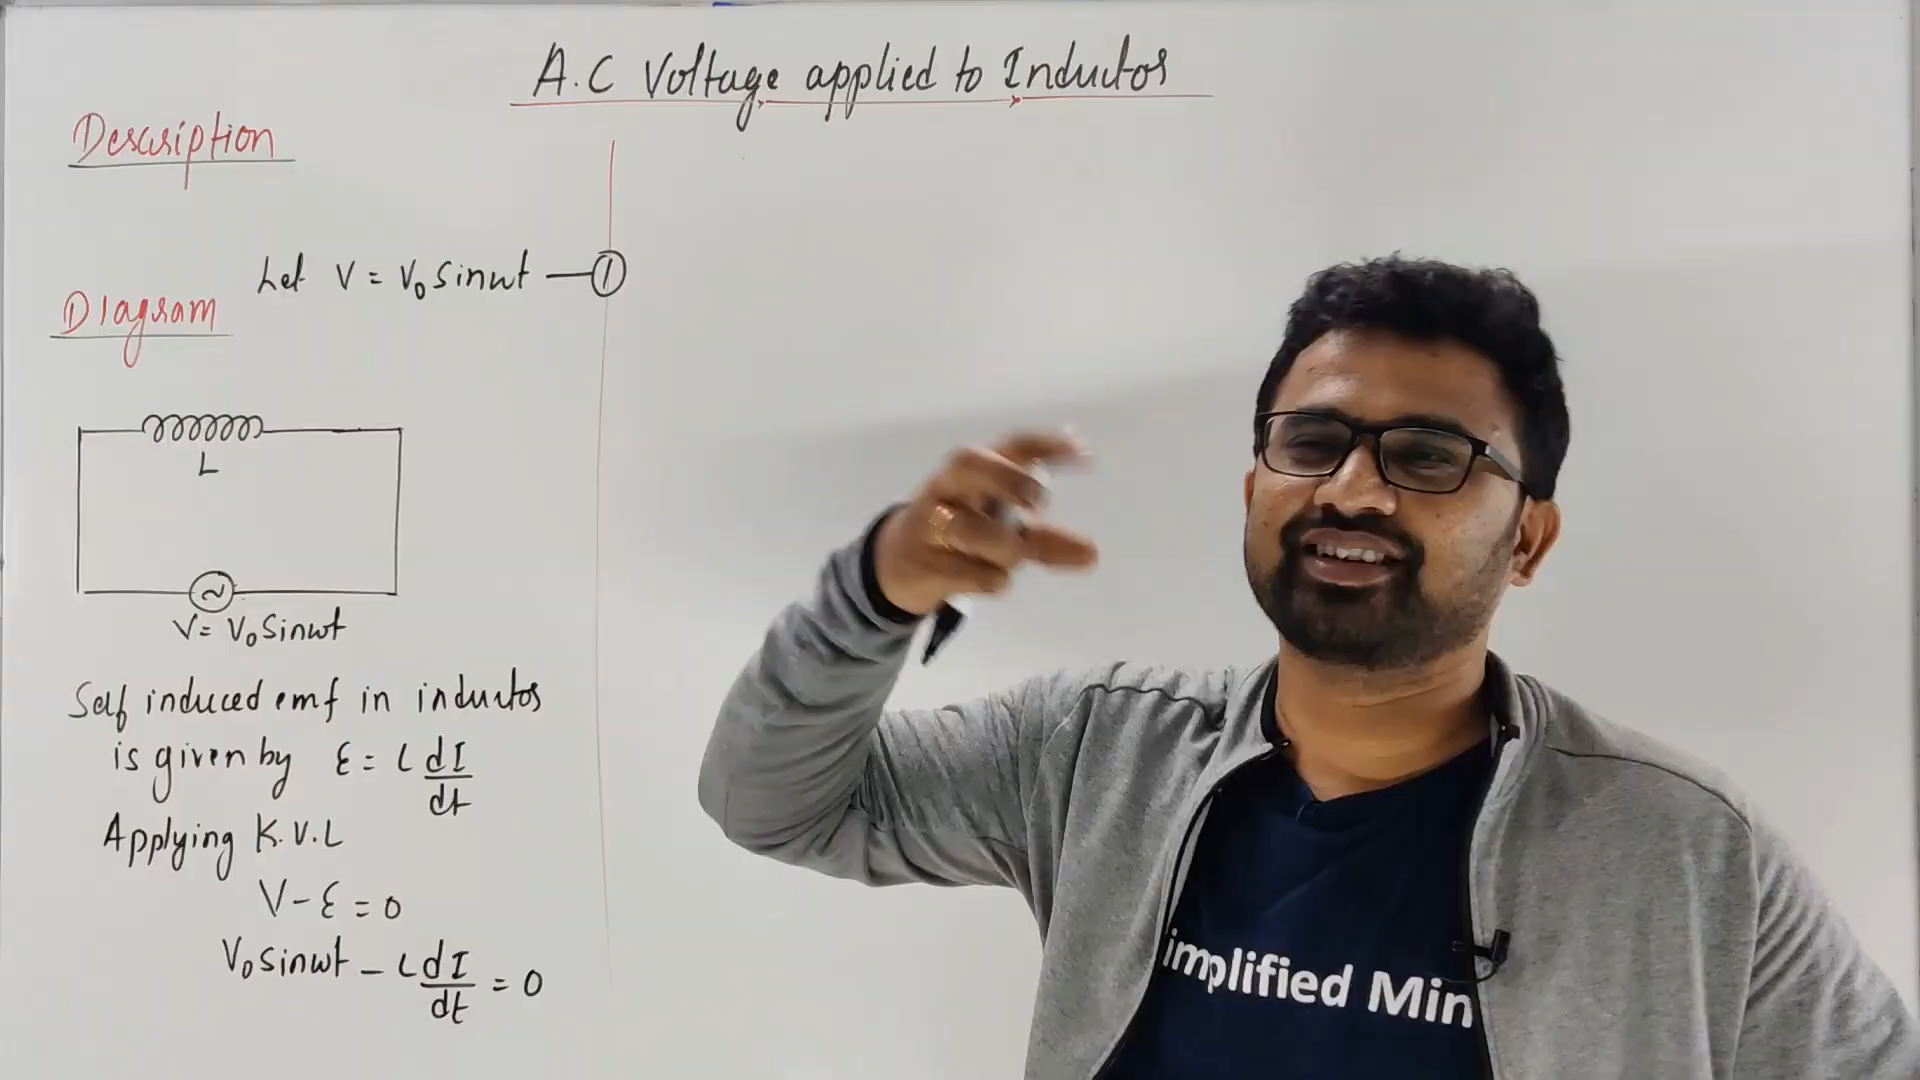 A.C Voltage applied to Inductor
Description
Let V = V₀ sinωt — ①
Diagram
L
V = V₀ sinωt
Self induced emf in inductor
is given by ε = L dI/dt
Applying K.V.L
V - ε = 0
V₀ sinωt - L dI/dt = 0
implified Min